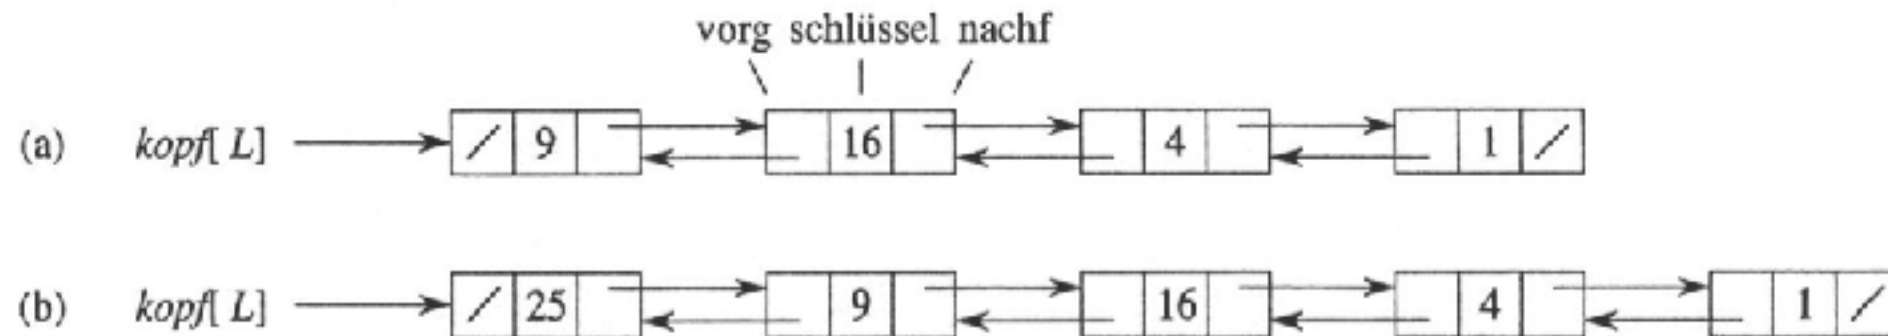 vorg schlüssel nachf
(a) kopf[ L] / 9 16 4 1 /
(b) kopf[ L] / 25 9 16 4 1 /